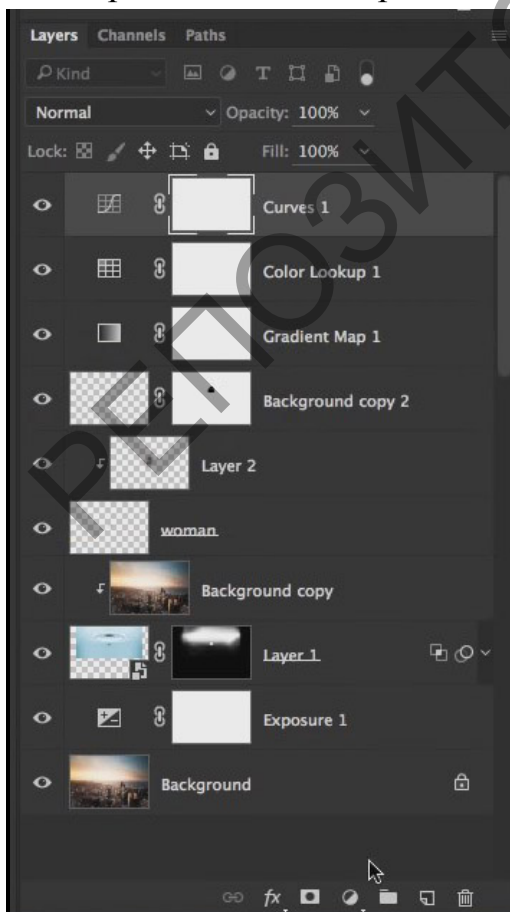 Layers Channels Paths
Kind
Normal Opacity: 100%
Lock: Fill: 100%
Curves 1
Color Lookup 1
Gradient Map 1
Background copy 2
Layer 2
woman
Background copy
Layer 1
Exposure 1
Background
fx
РЕПОЗИТО